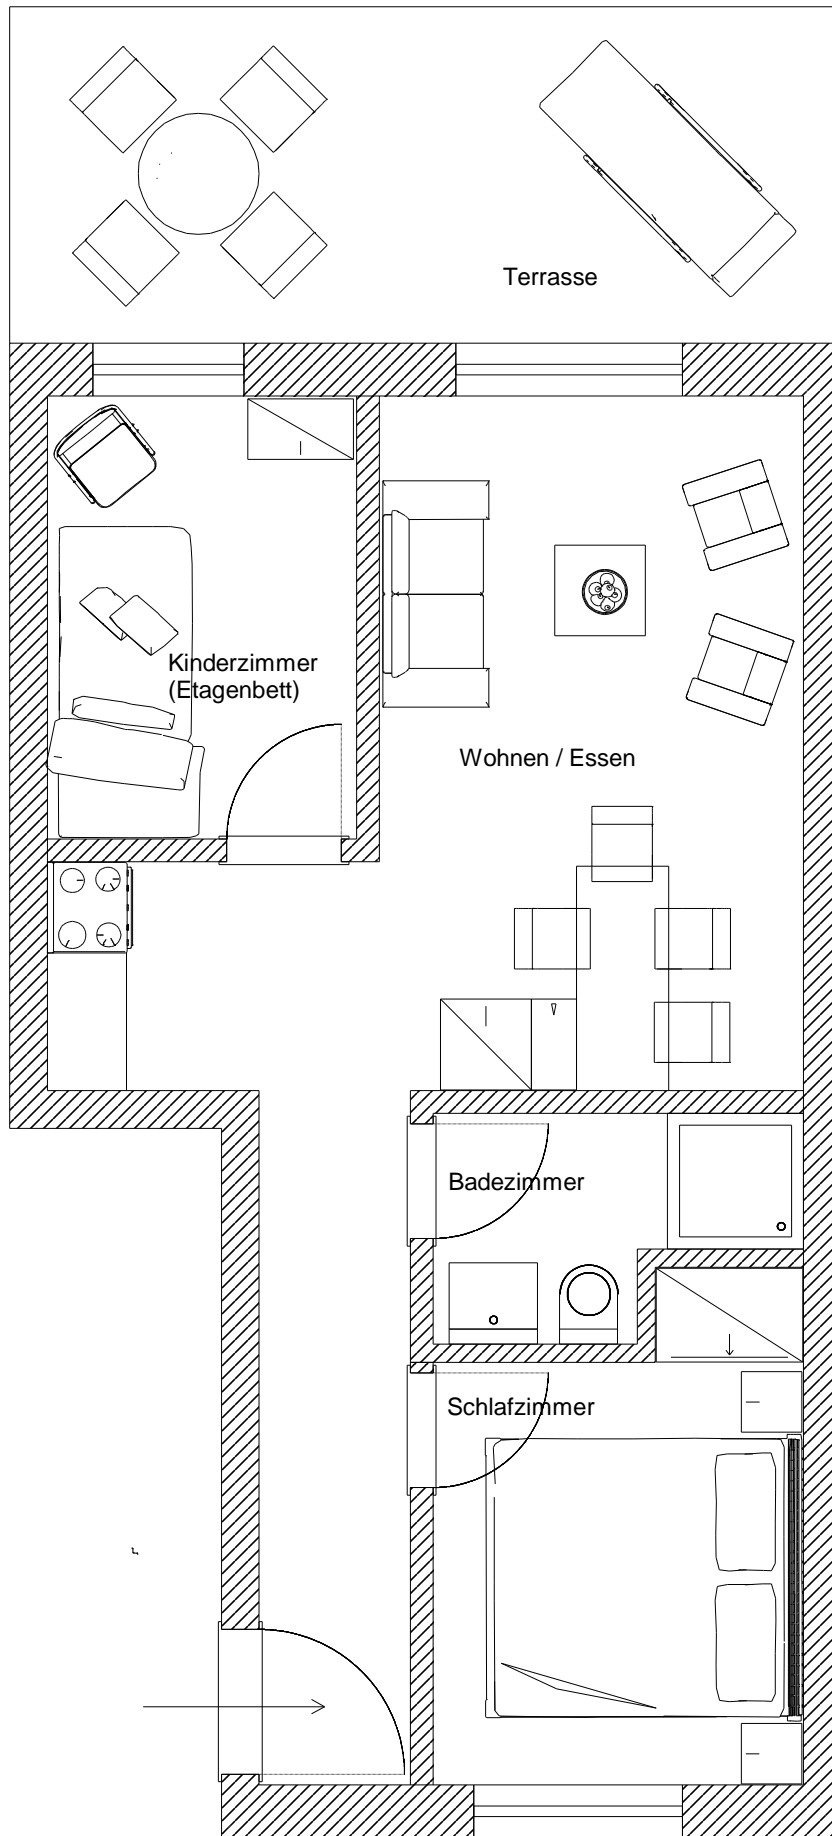 Terrasse
Kinderzimmer
(Etagenbett)
Wohnen / Essen
Badezimmer
Schlafzimmer